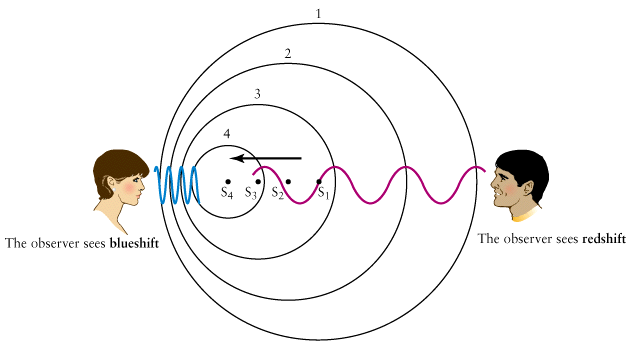 1
2
3
4
S4 S3 S2 S1
The observer sees blueshift
The observer sees redshift